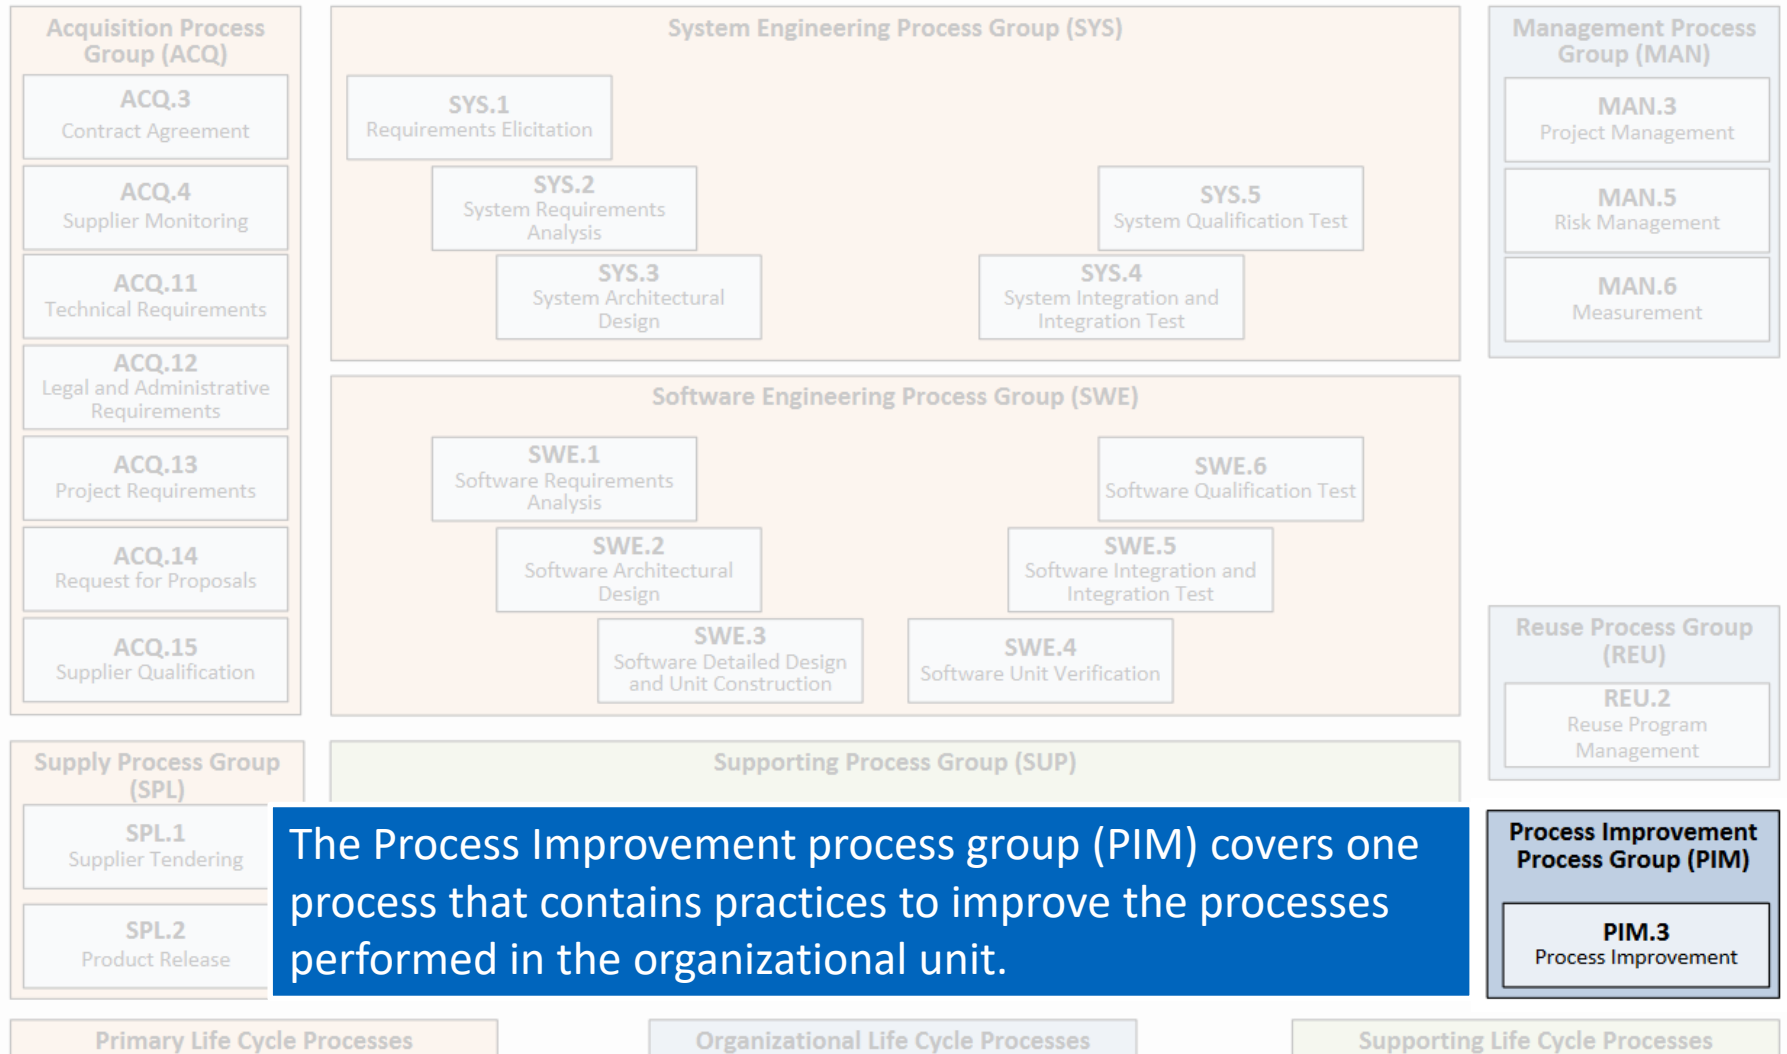 Acquisition Process
Group (ACQ)
ACQ.3
Contract Agreement
ACQ.4
Supplier Monitoring
ACQ.11
Technical Requirements
ACQ.12
Legal and Administrative
Requirements
ACQ.13
Project Requirements
ACQ.14
Request for Proposals
ACQ.15
Supplier Qualification
System Engineering Process Group (SYS)
SYS.1
Requirements Elicitation
SYS.2
System Requirements
Analysis
SYS.3
System Architectural
Design
SYS.5
System Qualification Test
SYS.4
System Integration and
Integration Test
Software Engineering Process Group (SWE)
SWE.1
Software Requirements
Analysis
SWE.2
Software Architectural
Design
SWE.3
Software Detailed Design
and Unit Construction
SWE.6
Software Qualification Test
SWE.5
Software Integration and
Integration Test
SWE.4
Software Unit Verification
Management Process
Group (MAN)
MAN.3
Project Management
MAN.5
Risk Management
MAN.6
Measurement
Reuse Process Group
(REU)
REU.2
Reuse Program
Management
Supply Process Group
(SPL)
SPL.1
Supplier Tendering
SPL.2
Product Release
Supporting Process Group (SUP)
The Process Improvement process group (PIM) covers one
process that contains practices to improve the processes
performed in the organizational unit.
Process Improvement
Process Group (PIM)
PIM.3
Process Improvement
Primary Life Cycle Processes
Organizational Life Cycle Processes
Supporting Life Cycle Processes